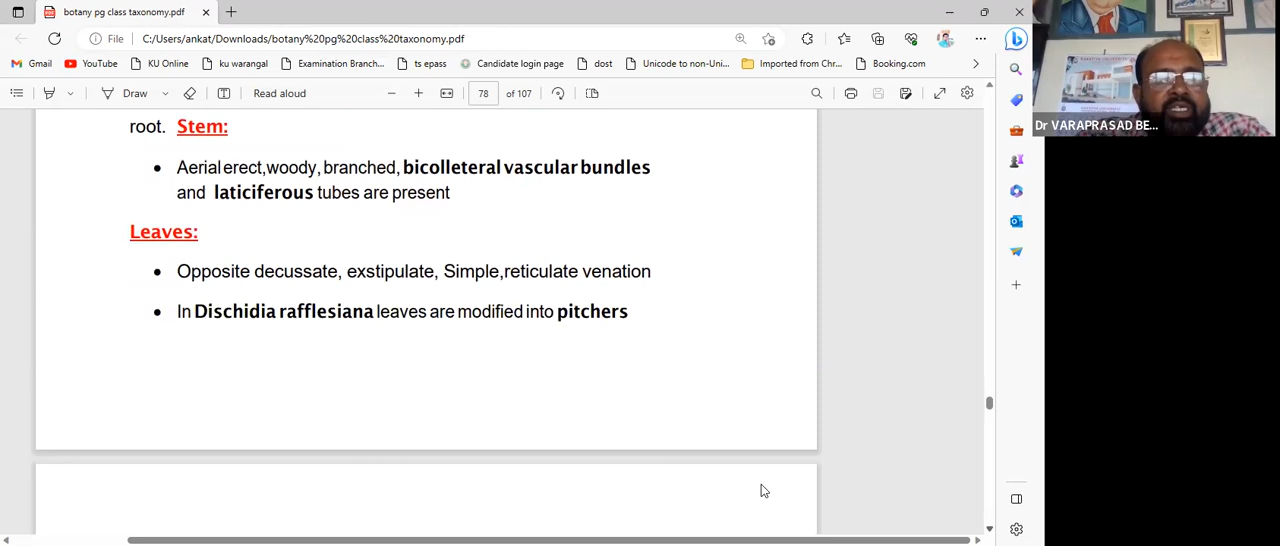 botany pg class taxonomy.pdf
File
C:/Users/ankat/Downloads/botany%20pg%20class%20taxonomy.pdf
Gmail YouTube KU Online ku warangal Examination Branch... ts epass Candidate login page dost Unicode to non-Uni... Imported from Chr... Booking.com
Draw Read aloud 78 of 107
Dr VARAPRASAD BE...
root. Stem:
• Aerial erect,woody, branched, bicolleteral vascular bundles
and laticiferous tubes are present
Leaves:
• Opposite decussate, exstipulate, Simple,reticulate venation
• In Dischidia rafflesiana leaves are modified into pitchers